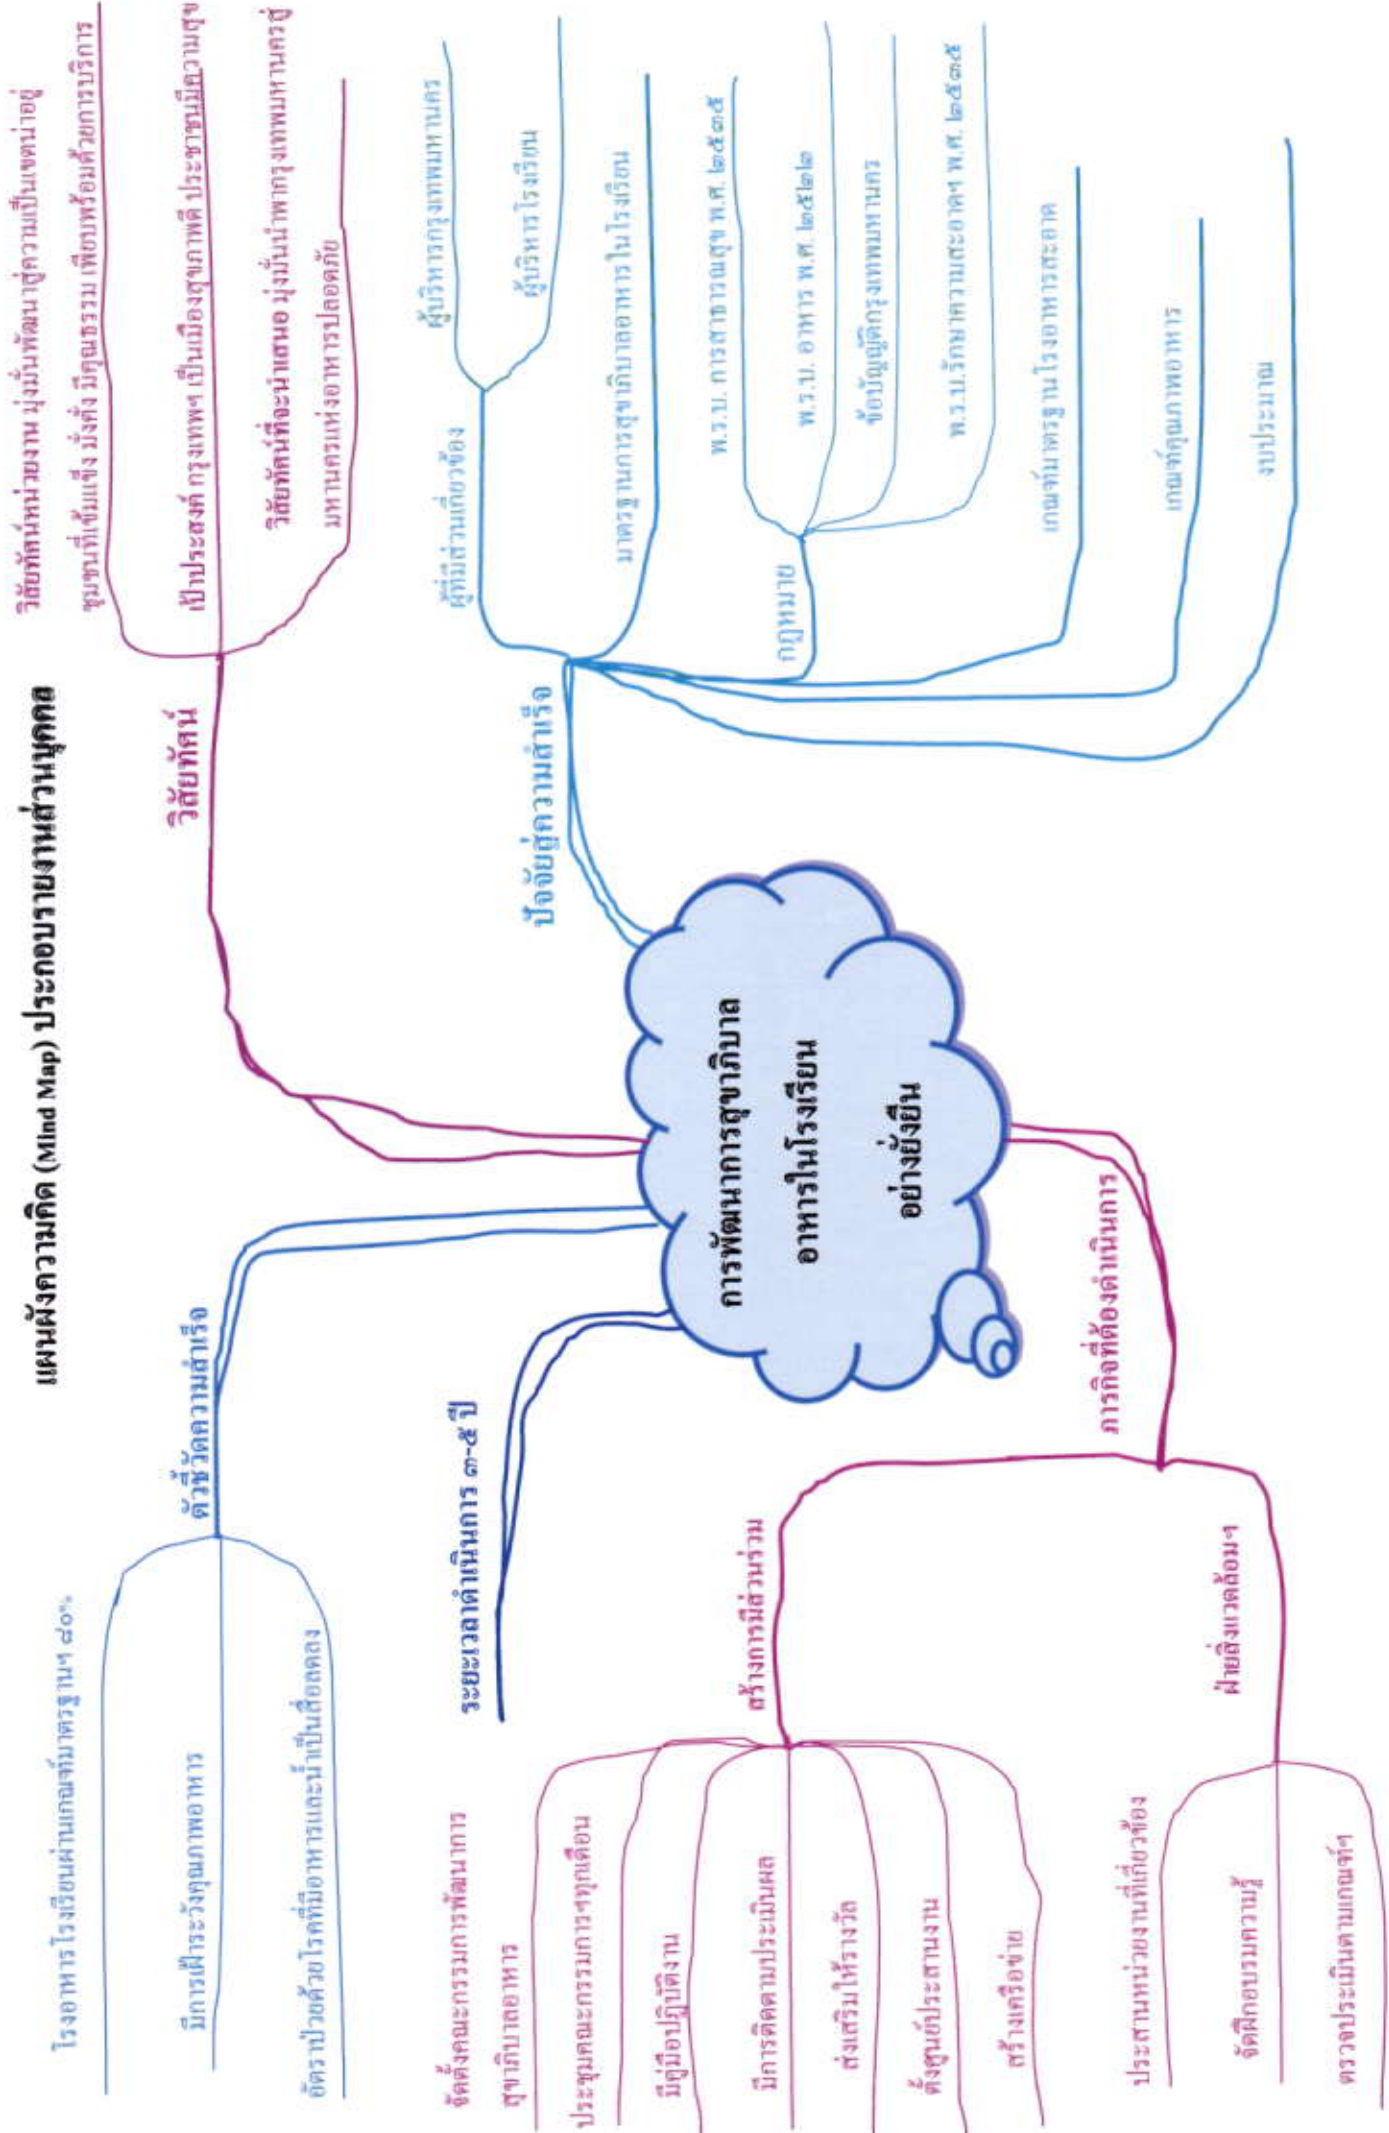 แผนผังความคิด (Mind Map) ประกอบรายงานส่วนบุคคล
วิสัยทัศน์
วิสัยทัศน์หน่วยงาน มุ่งมั่นพัฒนาสู่ความเป็นเขตน่าอยู่
ชุมชนที่เข้มแข็ง มั่งคั่ง มีคุณธรรม เพียบพร้อมด้วยการบริการ
เป้าประสงค์ กรุงเทพฯ เป็นเมืองสุขภาพดี ประชาชนมีความสุข
วิสัยทัศน์ที่จะนำเสนอ มุ่งมั่นนำพากรุงเทพมหานครสู่
มหานครแห่งอาหารปลอดภัย
ปัจจัยสู่ความสำเร็จ
ผู้ที่มีส่วนเกี่ยวข้อง
ผู้บริหารกรุงเทพมหานคร
ผู้บริหารโรงเรียน
มาตรฐานการสุขาภิบาลอาหารในโรงเรียน
กฎหมาย
พ.ร.บ. การสาธารณสุข พ.ศ. ๒๕๓๕
พ.ร.บ. อาหาร พ.ศ. ๒๕๒๒
ข้อบัญญัติกรุงเทพมหานคร
พ.ร.บ.รักษาความสะอาดฯ พ.ศ. ๒๕๓๕
เกณฑ์มาตรฐานโรงอาหารสะอาด
เกณฑ์คุณภาพอาหาร
งบประมาณ
การพัฒนาการสุขาภิบาล
อาหารในโรงเรียน
อย่างยั่งยืน
ตัวชี้วัดความสำเร็จ
โรงอาหารโรงเรียนผ่านเกณฑ์มาตรฐานฯ ๘๐%
มีการเฝ้าระวังคุณภาพอาหาร
อัตราป่วยด้วยโรคที่มีอาหารและน้ำเป็นสื่อลดลง
ระยะเวลาดำเนินการ ๓-๕ ปี
ภารกิจที่ต้องดำเนินการ
สร้างการมีส่วนร่วม
จัดตั้งคณะกรรมการพัฒนาการ
สุขาภิบาลอาหาร
ประชุมคณะกรรมการฯทุกเดือน
มีคู่มือปฏิบัติงาน
มีการติดตามประเมินผล
ส่งเสริมให้รางวัล
ตั้งศูนย์ประสานงาน
สร้างเครือข่าย
ฝ่ายสิ่งแวดล้อมฯ
ประสานหน่วยงานที่เกี่ยวข้อง
จัดฝึกอบรมความรู้
ตรวจประเมินตามเกณฑ์ฯ